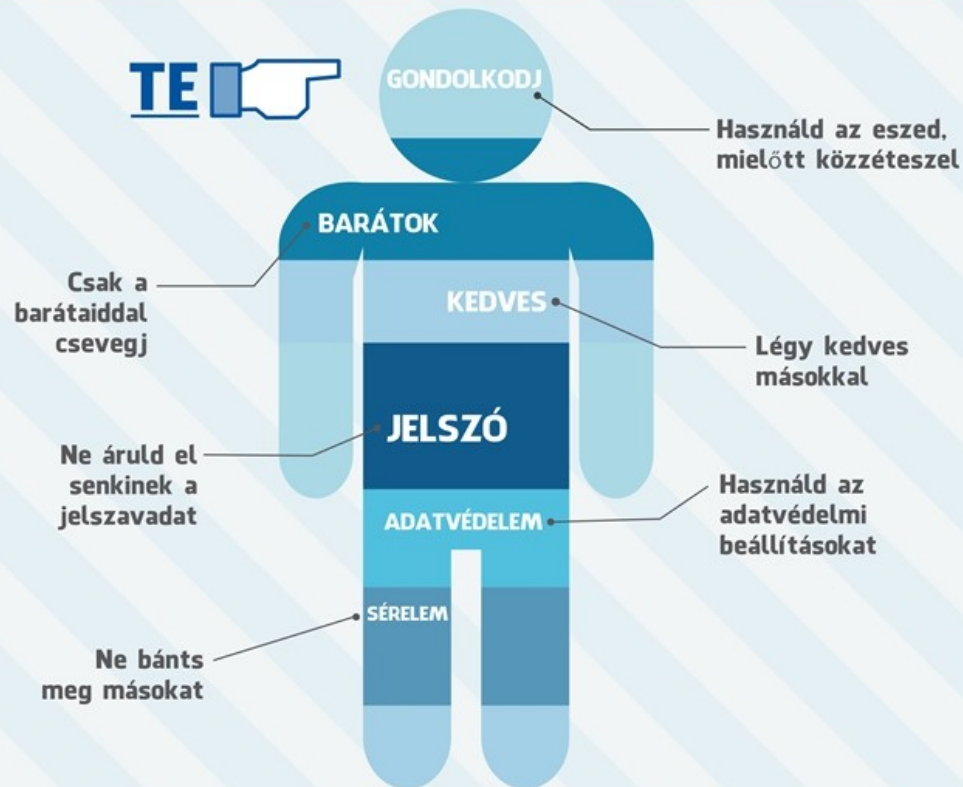 TE
GONDOLKODJ
Használd az eszed,
mielőtt közzéteszel
BARÁTOK
Csak a
barátaiddal
csevegj
KEDVES
Légy kedves
másokkal
JELSZÓ
Ne áruld el
senkinek a
jelszavadat
ADATVÉDELEM
Használd az
adatvédelmi
beállításokat
SÉRELEM
Ne bánts
meg másokat